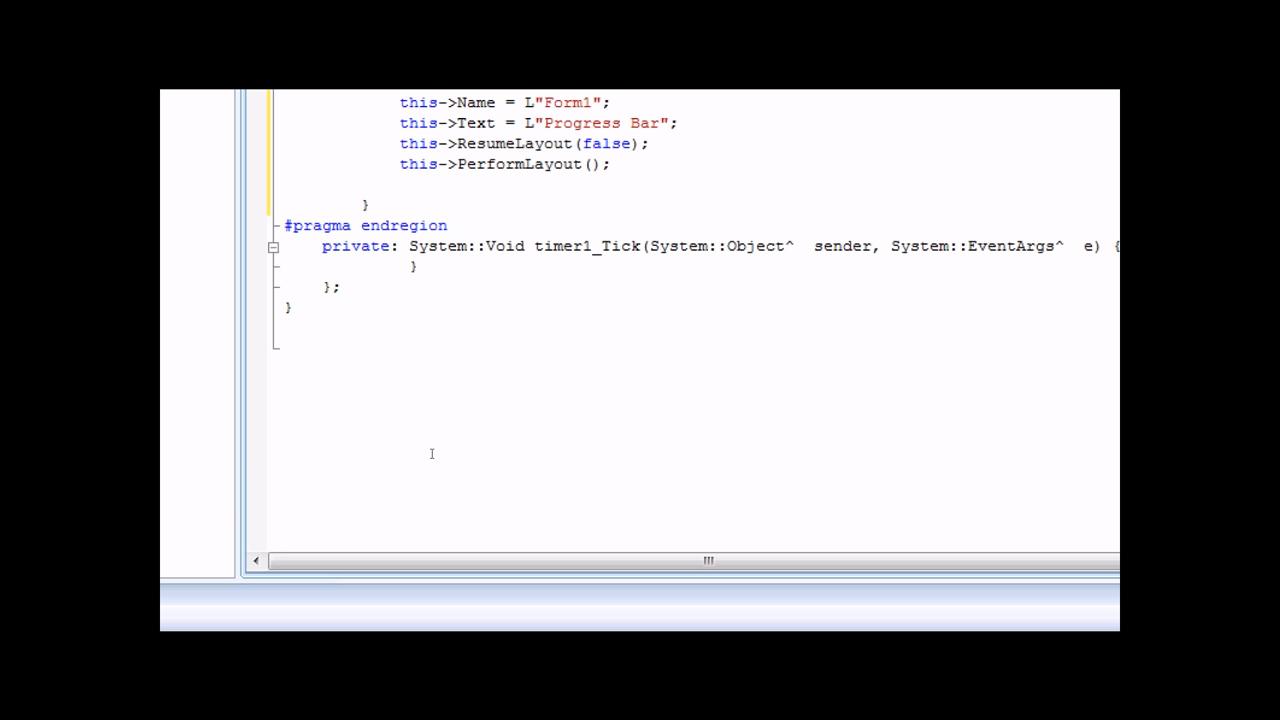 this->Name = L"Form1";
this->Text = L"Progress Bar";
this->ResumeLayout(false);
this->PerformLayout();
}
#pragma endregion
private: System::Void timer1_Tick(System::Object^  sender, System::EventArgs^  e) {
}
};
}